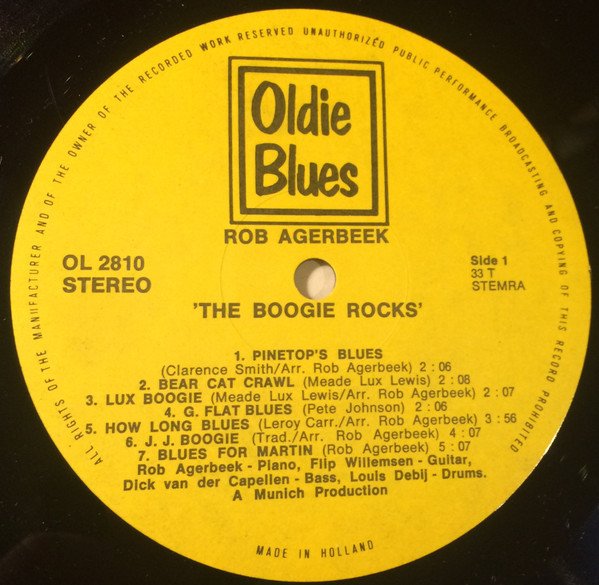 ALL RIGHTS OF THE MANUFACTURER AND OF THE OWNER OF THE RECORDED WORK RESERVED UNAUTHORIZED PUBLIC PERFORMANCE BROADCASTING AND COPYING OF THIS RECORD PROHIBITED
Oldie
Blues
ROB AGERBEEK
OL 2810
STEREO
Side 1
33 T
STEMRA
'THE BOOGIE ROCKS'
1. PINETOP'S BLUES
(Clarence Smith/Arr. Rob Agerbeek) 2 : 06
2. BEAR CAT CRAWL (Meade Lux Lewis) 2 : 08
3. LUX BOOGIE (Meade Lux Lewis/Arr. Rob Agerbeek) 2 : 07
4. G. FLAT BLUES (Pete Johnson) 2 : 06
5. HOW LONG BLUES (Leroy Carr./Arr. Rob Agerbeek) 3 : 56
6. J. J. BOOGIE (Trad./Arr. Rob Agerbeek) 4 : 07
7. BLUES FOR MARTIN (Rob Agerbeek) 5 : 07
Rob Agerbeek - Piano, Flip Willemsen - Guitar,
Dick van der Capellen - Bass, Louis Debij - Drums.
A Munich Production
MADE IN HOLLAND